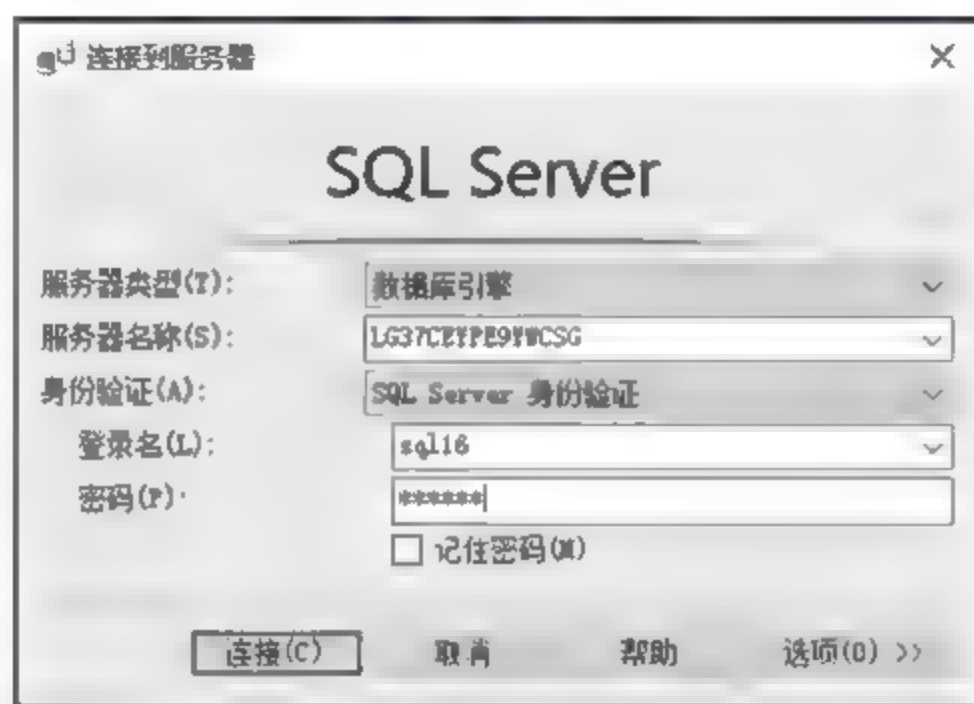 连接到服务器
SQL Server
服务器类型(T): 数据库引擎
服务器名称(S):
身份验证(A): SQL Server 身份验证
登录名(L): sql16
密码(P): ******
记住密码(M)
连接(C) 取消 帮助 选项(O) >>